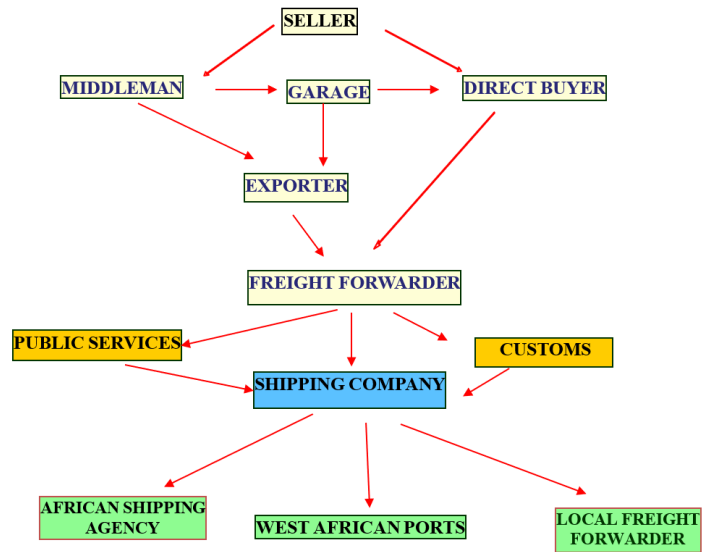 SELLER
MIDDLEMAN
GARAGE
DIRECT BUYER
EXPORTER
FREIGHT FORWARDER
PUBLIC SERVICES
CUSTOMS
SHIPPING COMPANY
AFRICAN SHIPPING
AGENCY
WEST AFRICAN PORTS
LOCAL FREIGHT
FORWARDER